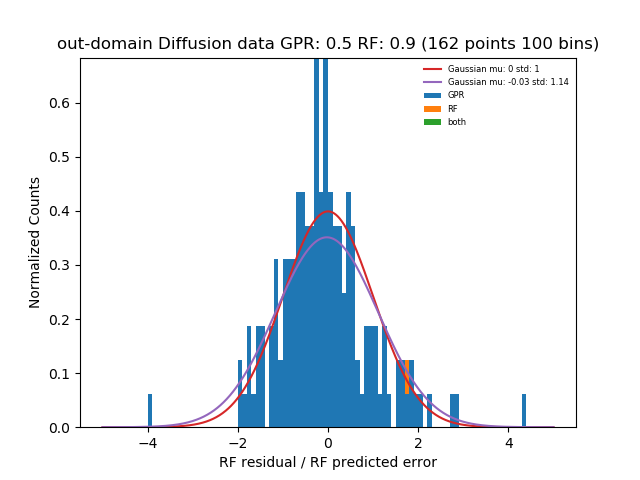 out-domain Diffusion data GPR: 0.5 RF: 0.9 (162 points 100 bins)
Gaussian mu: 0 std: 1
Gaussian mu: -0.03 std: 1.14
GPR
RF
both
Normalized Counts
0.6
0.5
0.4
0.3
0.2
0.1
0.0
−4 −2 0 2 4
RF residual / RF predicted error